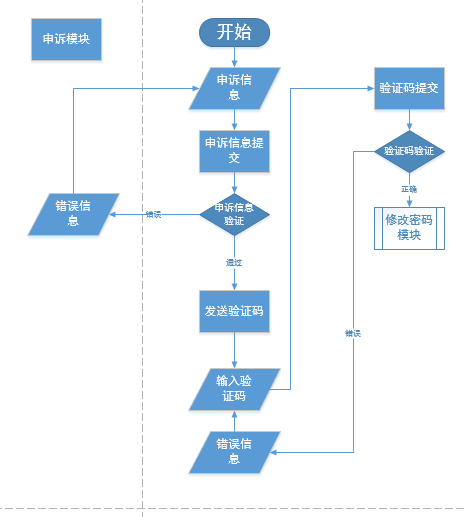 申诉模块
开始
申诉信
息
申诉信息提
交
申诉信息
验证
错误
错误信
息
通过
发送验证码
输入验
证码
错误信
息
验证码提交
验证码验证
正确
修改密码
模块
错误